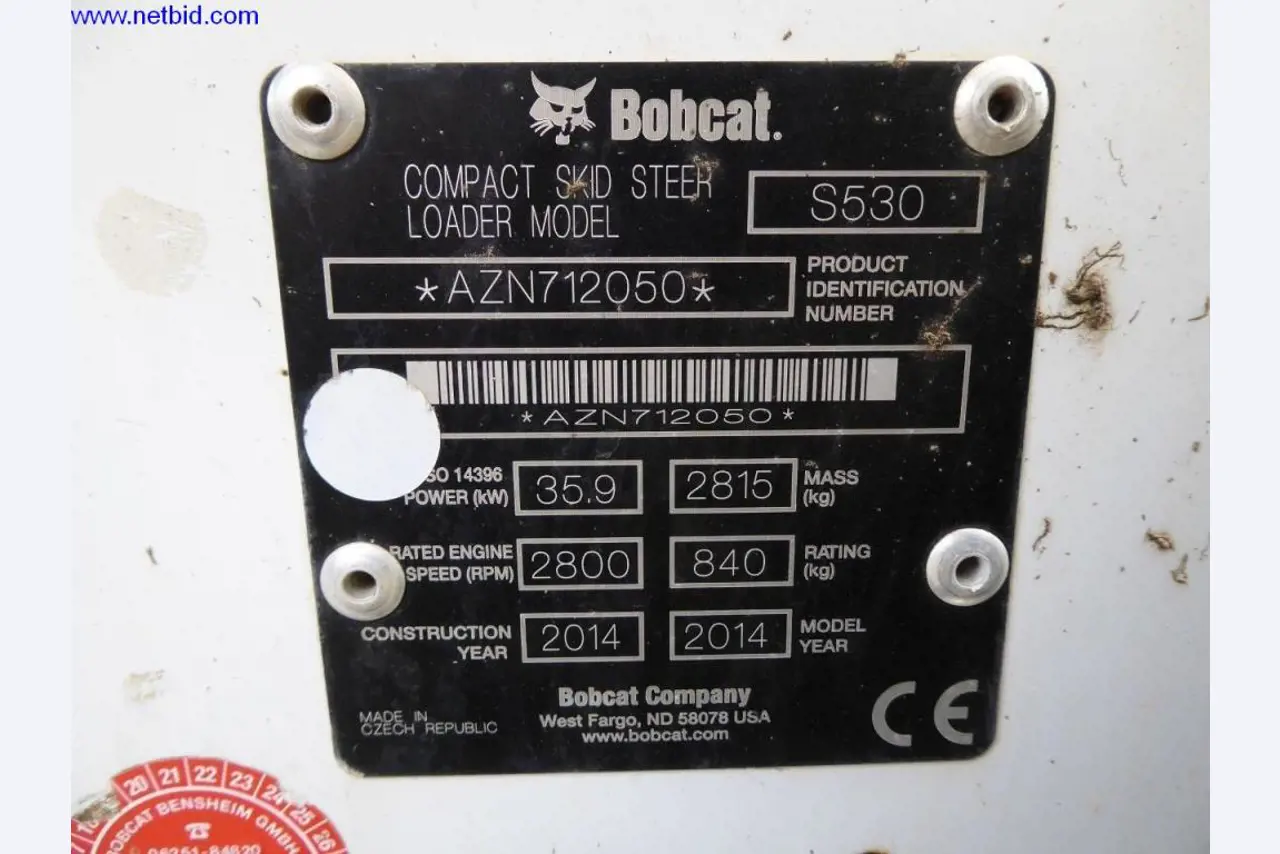 www.netbid.com
Bobcat.
COMPACT SKID STEER
LOADER MODEL
S530
*AZN712050*
PRODUCT
IDENTIFICATION
NUMBER
*AZN712050*
SO 14396
POWER (kW)
35.9
2815
MASS
(kg)
RATED ENGINE
SPEED (RPM)
2800
840
RATING
(kg)
CONSTRUCTION
YEAR
2014
2014
MODEL
YEAR
Bobcat Company
West Fargo, ND 58078 USA
www.bobcat.com
MADE IN
CZECH REPUBLIC
CE
20 21 22 23 24 25 26
BOBCAT BENSHEIM GMBH
06251-84620